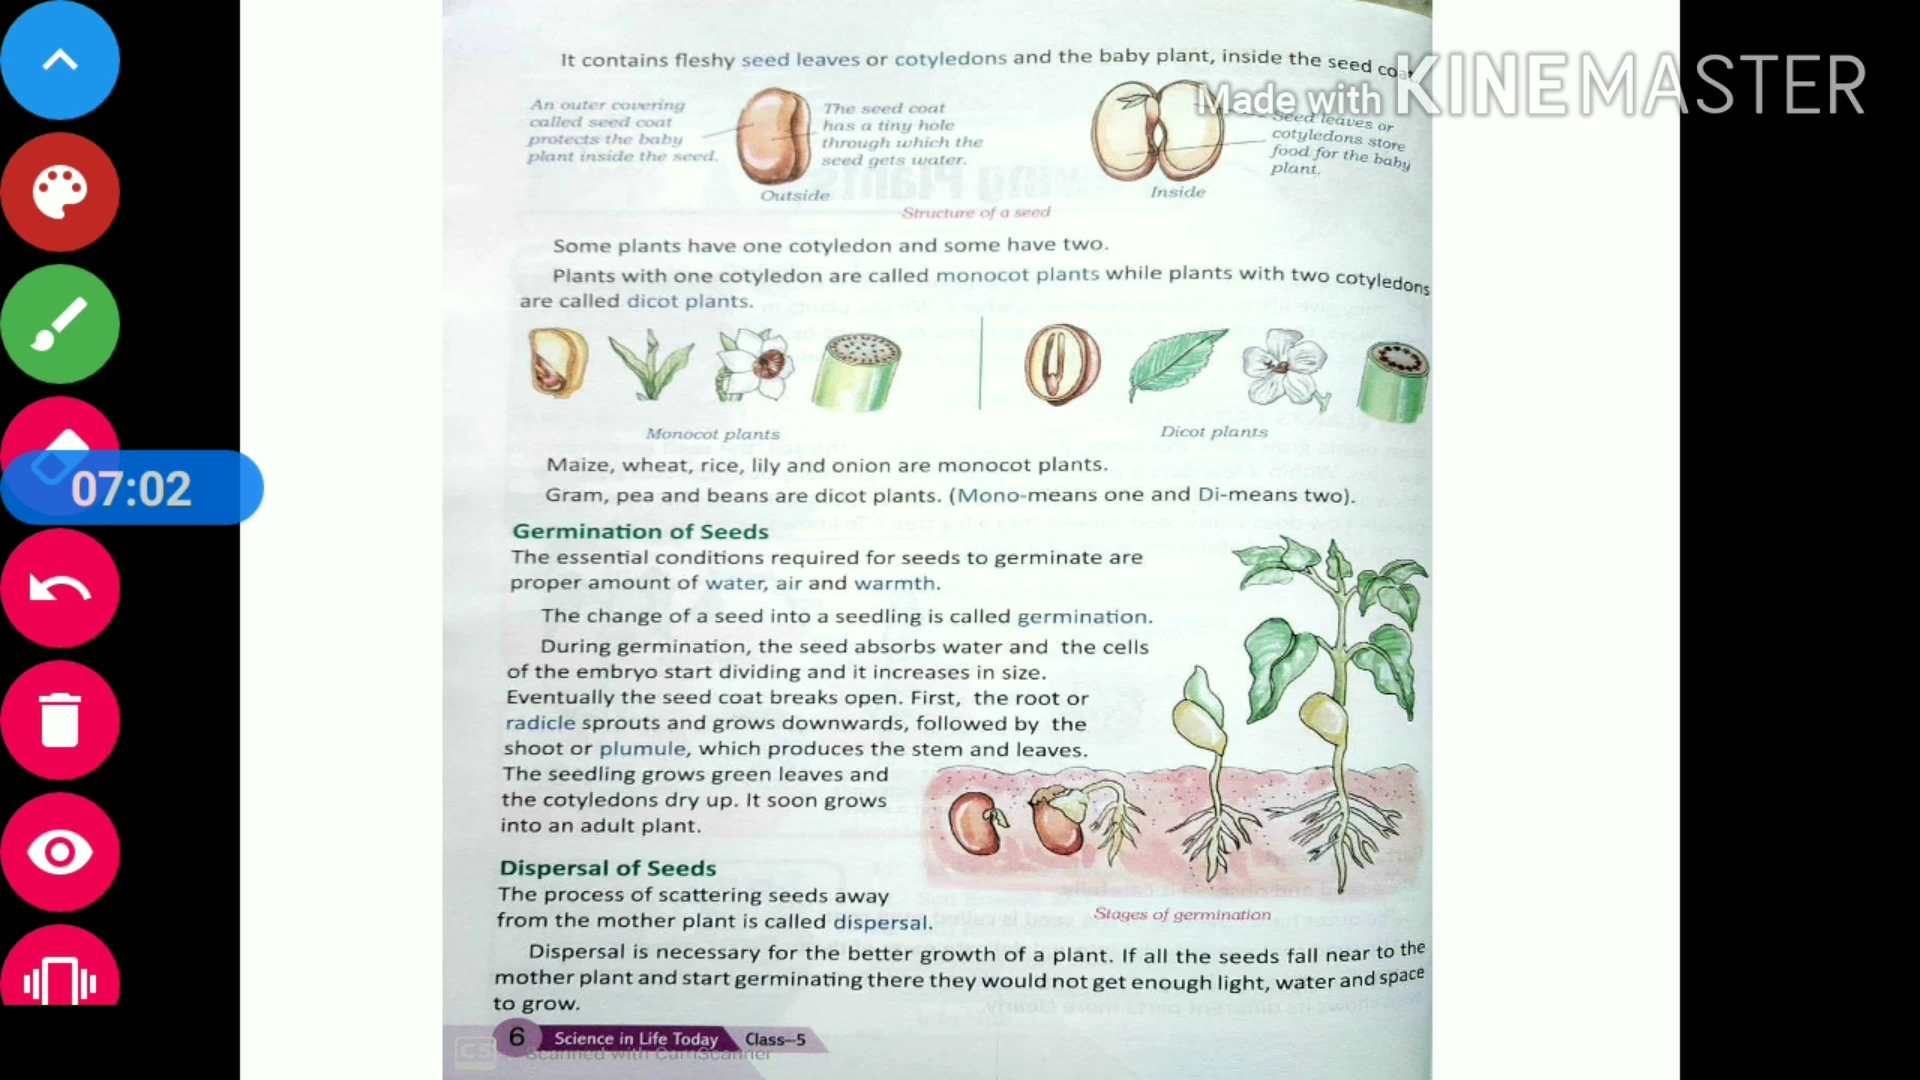 It contains fleshy seed leaves or cotyledons and the baby plant, inside the seed coat
Made with KINEMASTER
An outer covering
called seed coat
protects the baby
plant inside the seed.
The seed coat
has a tiny hole
through which the
seed gets water.
Seed leaves or
cotyledons store
food for the baby
plant.
Outside
Inside
Structure of a seed
Some plants have one cotyledon and some have two.
Plants with one cotyledon are called monocot plants while plants with two cotyledons
are called dicot plants.
Monocot plants
Dicot plants
Maize, wheat, rice, lily and onion are monocot plants.
Gram, pea and beans are dicot plants. (Mono-means one and Di-means two).
07:02
Germination of Seeds
The essential conditions required for seeds to germinate are
proper amount of water, air and warmth.
The change of a seed into a seedling is called germination.
During germination, the seed absorbs water and the cells
of the embryo start dividing and it increases in size.
Eventually the seed coat breaks open. First, the root or
radicle sprouts and grows downwards, followed by the
shoot or plumule, which produces the stem and leaves.
The seedling grows green leaves and
the cotyledons dry up. It soon grows
into an adult plant.
Dispersal of Seeds
The process of scattering seeds away
from the mother plant is called dispersal.
Stages of germination
Dispersal is necessary for the better growth of a plant. If all the seeds fall near to the
mother plant and start germinating there they would not get enough light, water and space
to grow.
6 Science in Life Today Class–5
CS Scanned with CamScanner